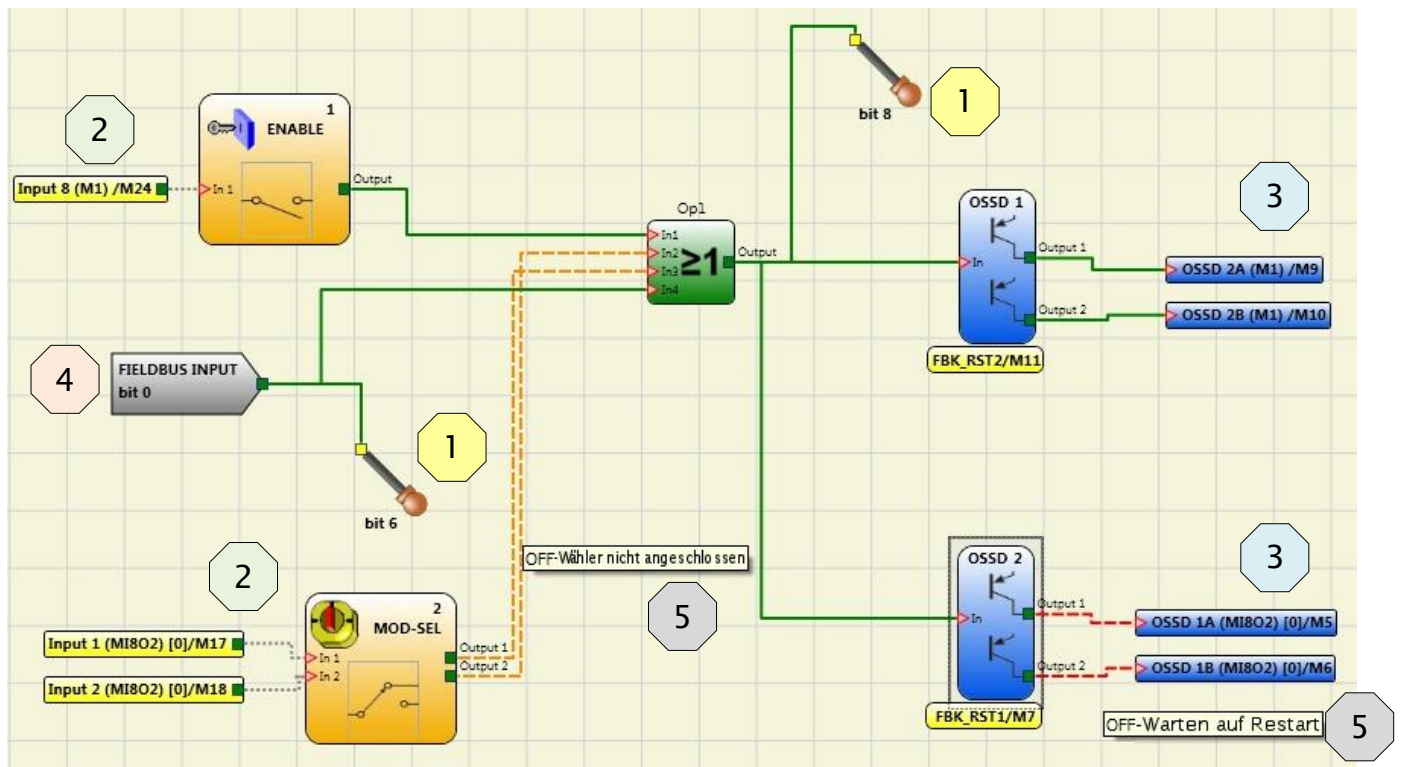 1
bit 8
2
1
ENABLE
Input 8 (M1) /M24
In 1
Output
Op1
In1
In2
In3
In4
≥1
Output
OSSD 1
In
Output 1
Output 2
3
OSSD 2A (M1) /M9
OSSD 2B (M1) /M10
FBK_RST2/M11
4
FIELDBUS INPUT
bit 0
1
bit 6
OFF-Wähler nicht angeschlossen
5
2
2
MOD-SEL
Input 1 (MI8O2) [0]/M17
Input 2 (MI8O2) [0]/M18
In 1
In 2
Output 1
Output 2
OSSD 2
In
Output 1
Output 2
3
OSSD 1A (MI8O2) [0]/M5
OSSD 1B (MI8O2) [0]/M6
FBK_RST1/M7
OFF-Warten auf Restart
5